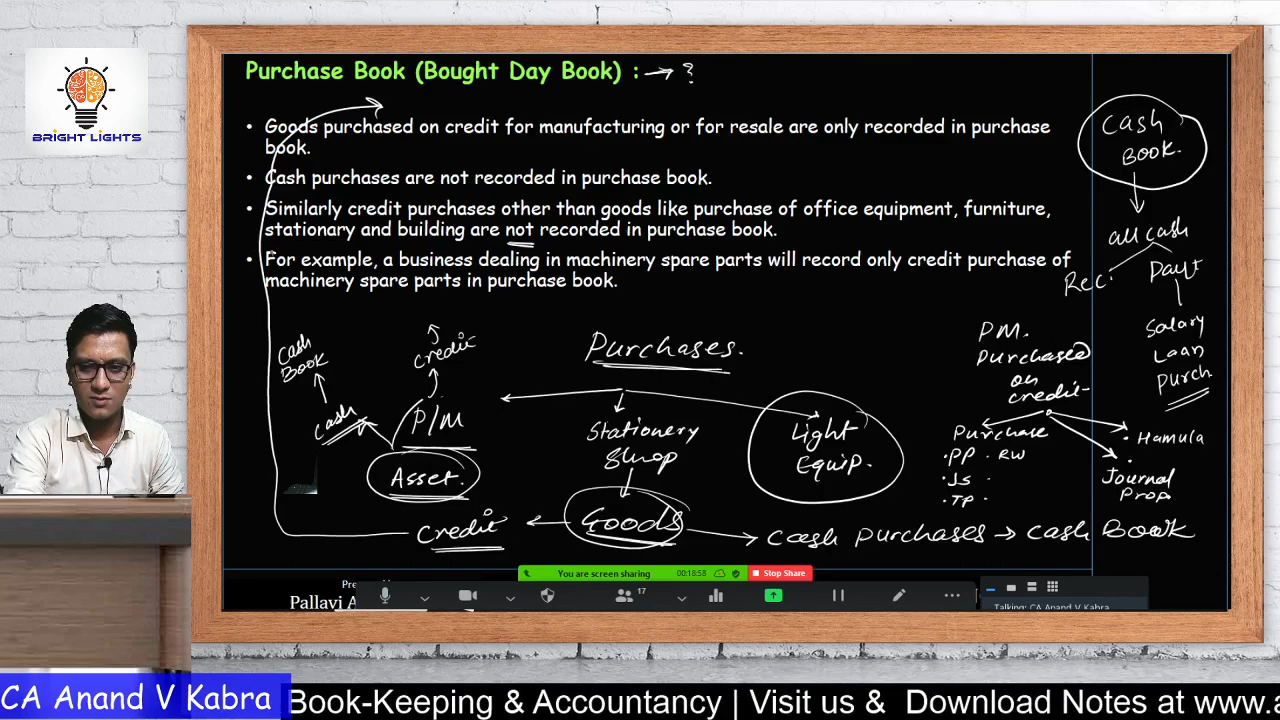 BRIGHT LIGHTS
Purchase Book (Bought Day Book) : → ?
• Goods purchased on credit for manufacturing or for resale are only recorded in purchase
book.
• Cash purchases are not recorded in purchase book.
• Similarly credit purchases other than goods like purchase of office equipment, furniture,
stationary and building are not recorded in purchase book.
• For example, a business dealing in machinery spare parts will record only credit purchase of
machinery spare parts in purchase book.
Cash
Book.
all cash
Rec.
Payt
Salary
Loan
Purch
Cash
Book
cash
credit
P/M
Asset.
Purchases.
Stationery
Shop
Light
Equip.
Credit
Goods
cash purchases → cash Book
PM.
Purchased
on
credit
Purchase
• PP • RW
• JS •
• TP •
• Hamula
Journal
Prop
You are screen sharing
00:18:58
Stop Share
17
Pallavi A
Talking: CA Anand V Kabra
CA Anand V Kabra
Book-Keeping & Accountancy | Visit us & Download Notes at www.a